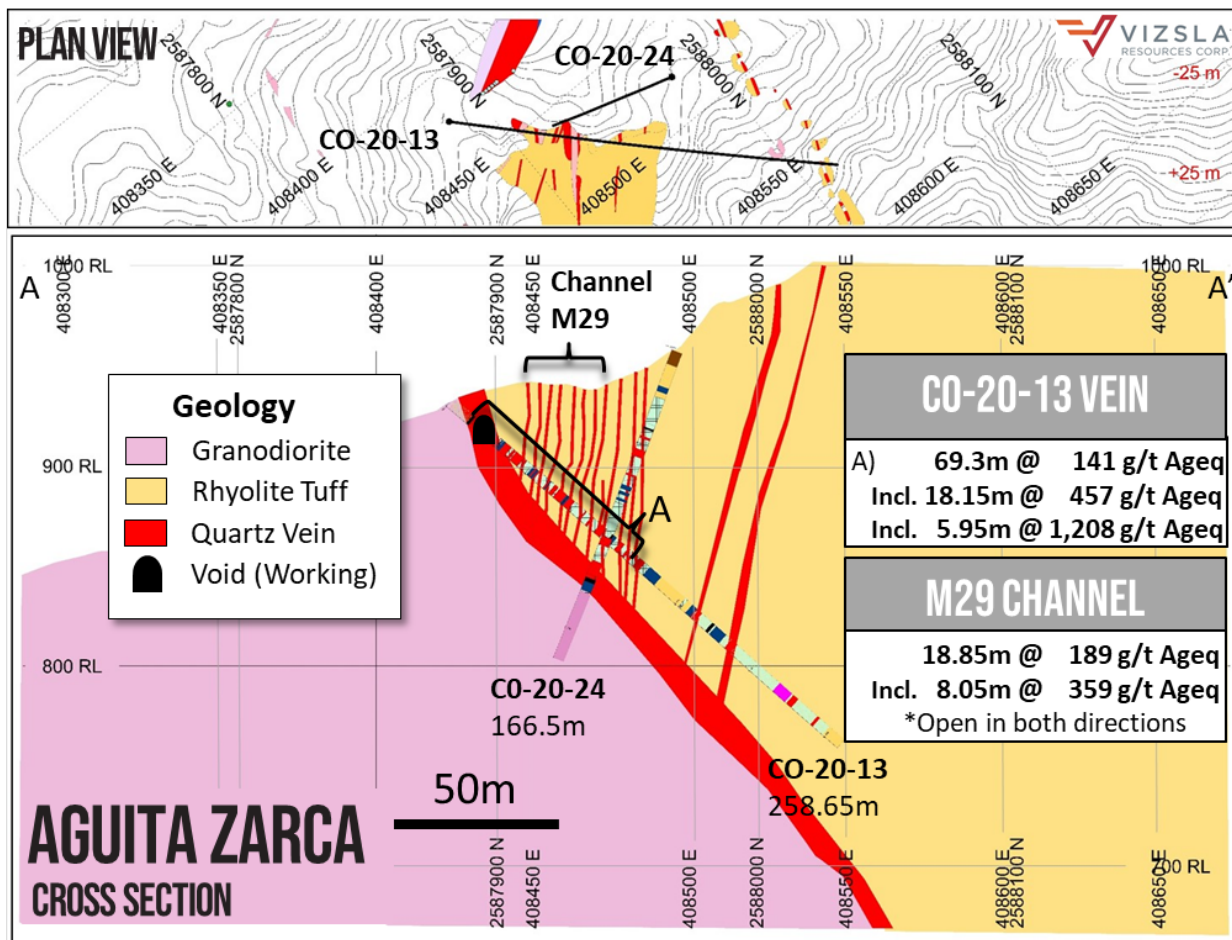 PLAN VIEW
VIZSLA
RESOURCES CORP.
2587800 N
2587900 N
CO-20-24
2588000 N
2588100 N
-25 m
CO-20-13
408350 E
408400 E
408450 E
408500 E
408550 E
408600 E
408650 E
+25 m
A
1000 RL
1000 RL
A'
408300 E
408350 E
2587800 N
408400 E
2587900 N
408450 E
408500 E
2588000 N
408550 E
408600 E
2588100 N
408650 E
Channel
M29
Geology
Granodiorite
Rhyolite Tuff
Quartz Vein
Void (Working)
900 RL
A
C0-20-13 VEIN
A) 69.3m @ 141 g/t Ageq
Incl. 18.15m @ 457 g/t Ageq
Incl. 5.95m @ 1,208 g/t Ageq
M29 CHANNEL
18.85m @ 189 g/t Ageq
Incl. 8.05m @ 359 g/t Ageq
*Open in both directions
800 RL
C0-20-24
166.5m
CO-20-13
258.65m
50m
AGUITA ZARCA
CROSS SECTION
700 RL
2587900 N
408450 E
408500 E
2588000 N
408550 E
408600 E
2588100 N
408650 E